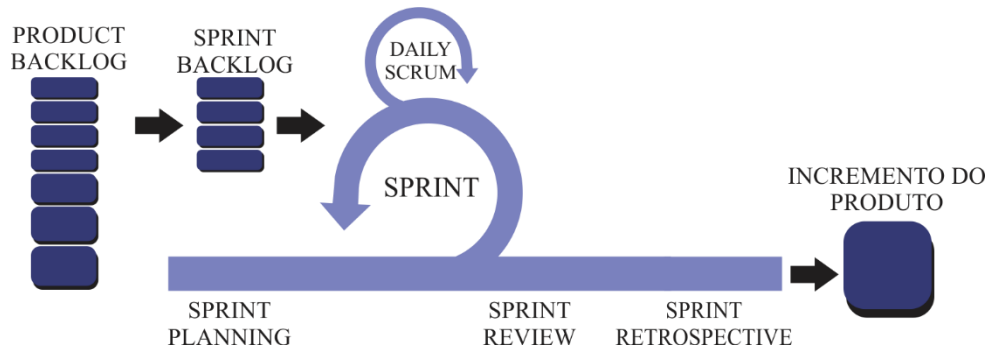 PRODUCT
BACKLOG
SPRINT
BACKLOG
DAILY
SCRUM
SPRINT
INCREMENTO DO
PRODUTO
SPRINT
PLANNING
SPRINT
REVIEW
SPRINT
RETROSPECTIVE